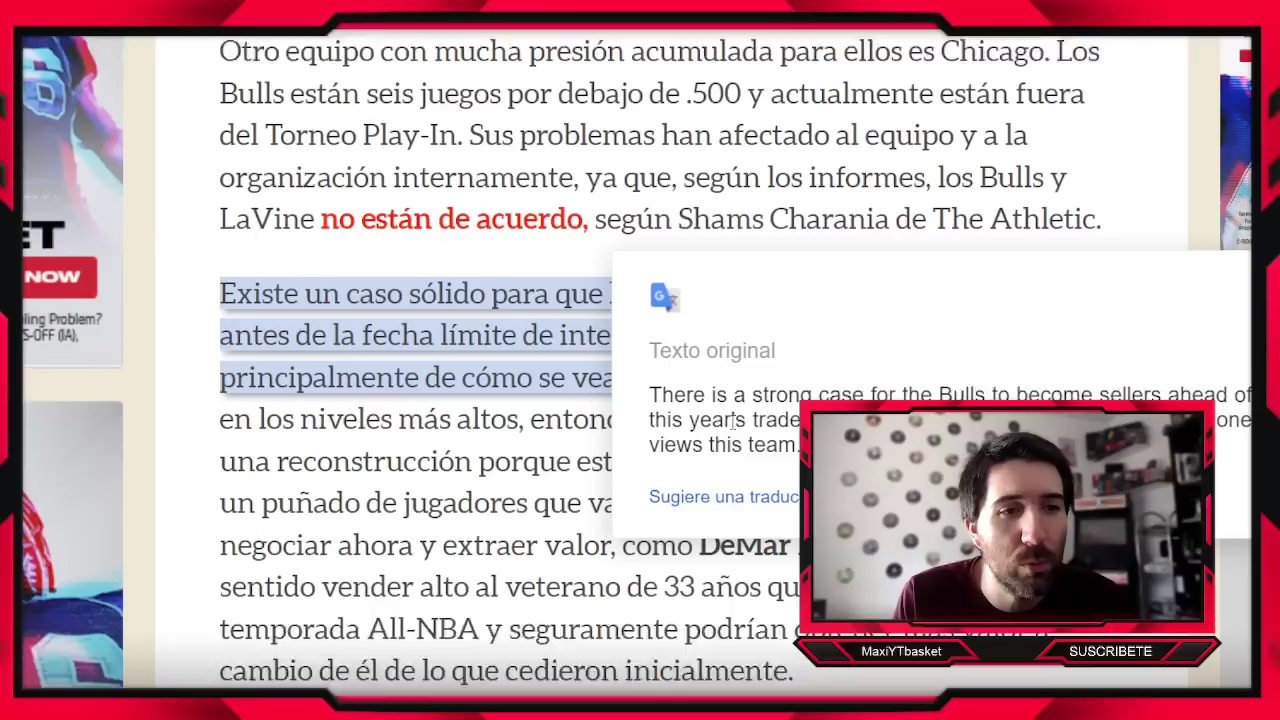 Otro equipo con mucha presión acumulada para ellos es Chicago. Los
Bulls están seis juegos por debajo de .500 y actualmente están fuera
del Torneo Play-In. Sus problemas han afectado al equipo y a la
organización internamente, ya que, según los informes, los Bulls y
LaVine no están de acuerdo, según Shams Charania de The Athletic.
Existe un caso sólido para que
antes de la fecha límite de inte
principalmente de cómo se vea
en los niveles más altos, entonc
una reconstrucción porque est
un puñado de jugadores que va
negociar ahora y extraer valor, como DeMar
sentido vender alto al veterano de 33 años qu
temporada All-NBA y seguramente podrían
cambio de él de lo que cedieron inicialmente.
Texto original
There is a strong case for the Bulls to become sellers ahead of
this year's trade
one
views this team.
Sugiere una traduc
ET
NOW
ling Problem?
S-OFF (IA),
MaxiYTbasket
SUSCRIBETE